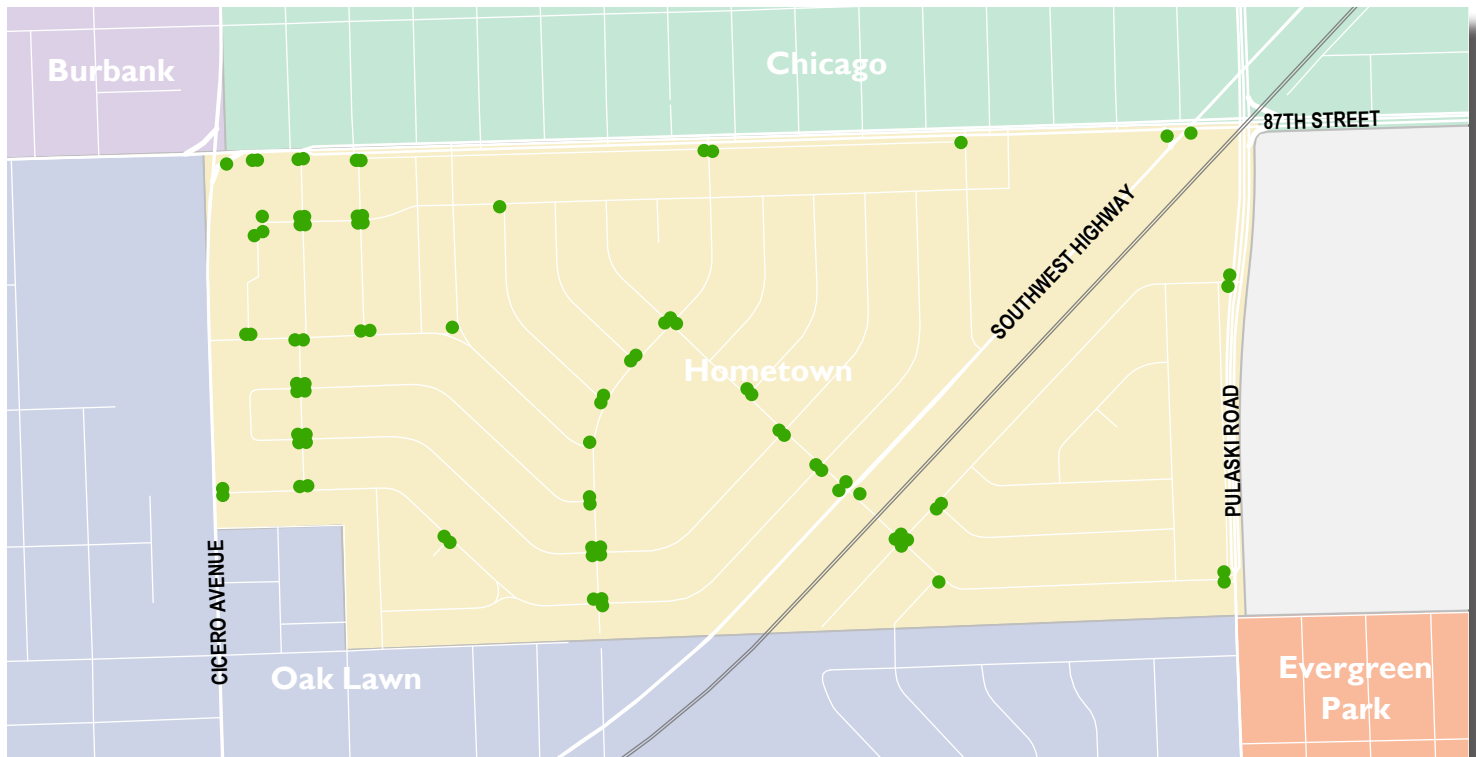 Burbank
Chicago
87TH STREET
SOUTHWEST HIGHWAY
Hometown
PULASKI ROAD
CICERO AVENUE
Oak Lawn
Evergreen
Park